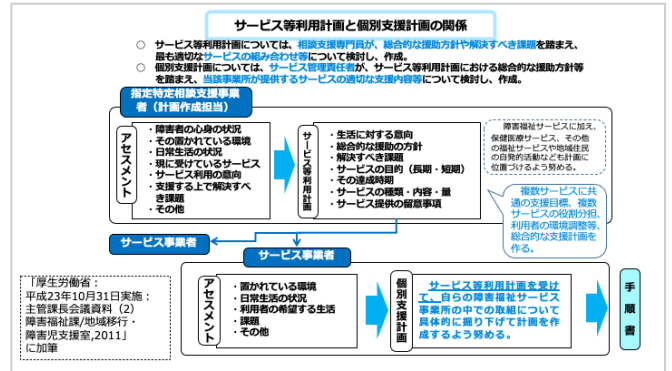 サービス等利用計画と個別支援計画の関係
○ サービス等利用計画については、相談支援専門員が、総合的な援助方針や解決すべき課題を踏まえ、
最も適切なサービスの組み合わせ等について検討し、作成。
○ 個別支援計画については、サービス管理責任者が、サービス等利用計画における総合的な援助方針等
を踏まえ、当該事業所が提供するサービスの適切な支援内容等について検討し、作成。
指定特定相談支援事業
者（計画作成担当）
アセスメント
・障害者の心身の状況
・その置かれている環境
・日常生活の状況
・現に受けているサービス
・サービス利用の意向
・支援する上で解決すべ
き課題
・その他
サービス等利用計画
・生活に対する意向
・総合的な援助の方針
・解決すべき課題
・サービスの目的（長期・短期）
・その達成時期
・サービスの種類・内容・量
・サービス提供の留意事項
障害福祉サービスに加え、
保健医療サービス、その他
の福祉サービスや地域住民
の自発的活動なども計画に
位置づけるよう努める。
複数サービスに共
通の支援目標、複数
サービスの役割分担、
利用者の環境調整等、
総合的な支援計画を
作る。
サービス事業者
サービス事業者
アセスメント
・置かれている環境
・日常生活の状況
・利用者の希望する生活
・課題
・その他
個別支援計画
サービス等利用計画を受け
て、自らの障害福祉サービス
事業所の中での取組について
具体的に掘り下げて計画を作
成するよう努める。
手順書
「厚生労働省：
平成23年10月31日実施：
主管課長会議資料（2）
障害福祉課/地域移行・
障害児支援室,2011」
に加筆